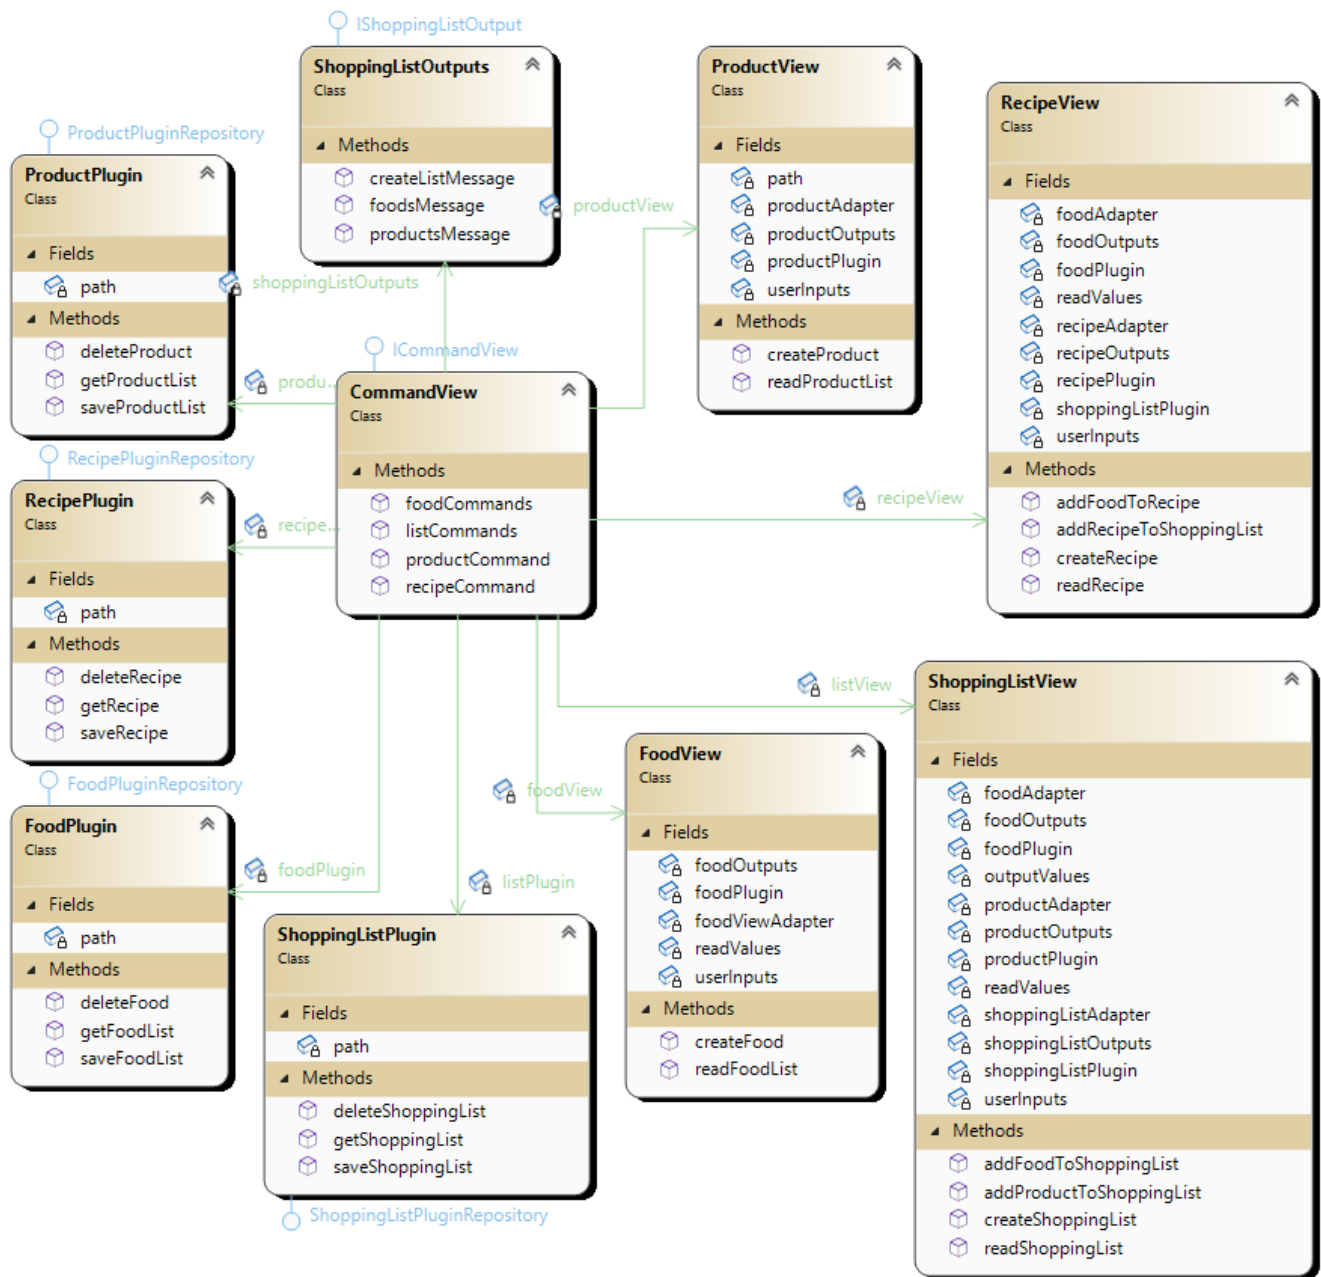 IShoppingListOutput
ShoppingListOutputs
Class
Methods
createListMessage
foodsMessage
productsMessage
ProductView
Class
Fields
path
productAdapter
productOutputs
productPlugin
userInputs
Methods
createProduct
readProductList
RecipeView
Class
Fields
foodAdapter
foodOutputs
foodPlugin
readValues
recipeAdapter
recipeOutputs
recipePlugin
shoppingListPlugin
userInputs
Methods
addFoodToRecipe
addRecipeToShoppingList
createRecipe
readRecipe
ProductPluginRepository
ProductPlugin
Class
Fields
path
Methods
deleteProduct
getProductList
saveProductList
productView
shoppingListOutputs
ICommandView
produ...
CommandView
Class
Methods
foodCommands
listCommands
productCommand
recipeCommand
RecipePluginRepository
RecipePlugin
Class
Fields
path
Methods
deleteRecipe
getRecipe
saveRecipe
recipe...
recipeView
listView
ShoppingListView
Class
Fields
foodAdapter
foodOutputs
foodPlugin
outputValues
productAdapter
productOutputs
productPlugin
readValues
shoppingListAdapter
shoppingListOutputs
shoppingListPlugin
userInputs
Methods
addFoodToShoppingList
addProductToShoppingList
createShoppingList
readShoppingList
FoodPluginRepository
FoodPlugin
Class
Fields
path
Methods
deleteFood
getFoodList
saveFoodList
foodPlugin
listPlugin
foodView
FoodView
Class
Fields
foodOutputs
foodPlugin
foodViewAdapter
readValues
userInputs
Methods
createFood
readFoodList
ShoppingListPlugin
Class
Fields
path
Methods
deleteShoppingList
getShoppingList
saveShoppingList
ShoppingListPluginRepository